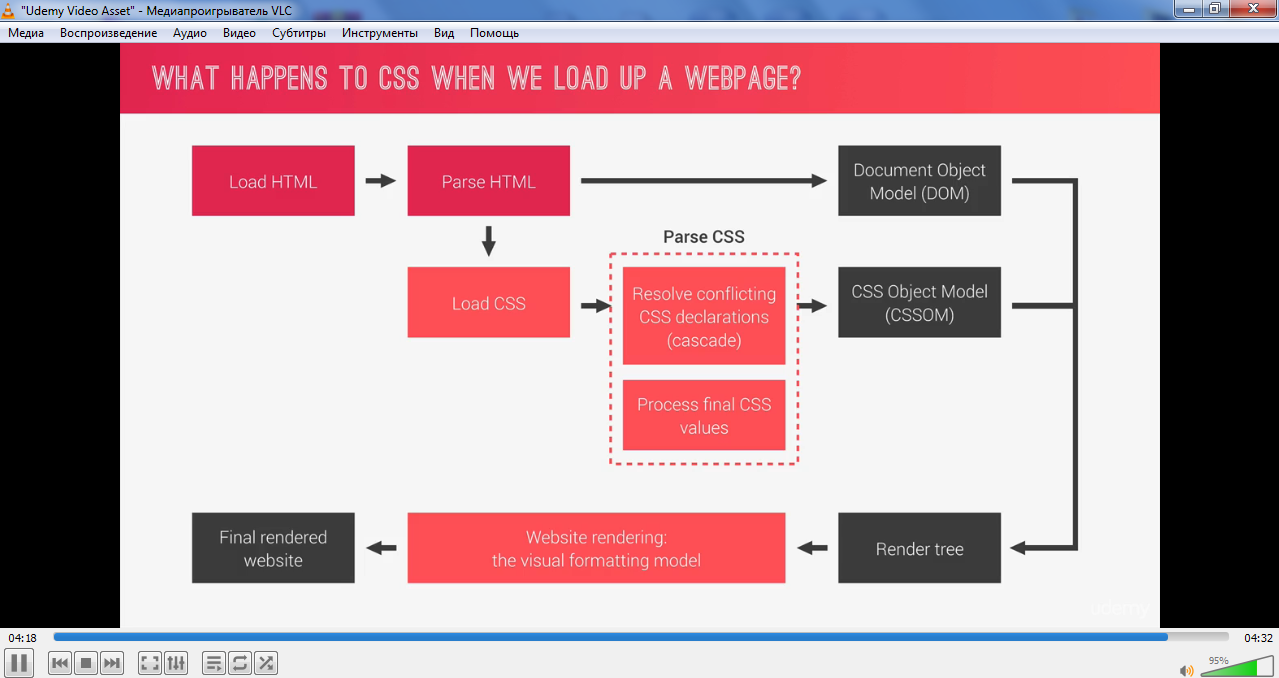 "Udemy Video Asset" - Медиапроигрыватель VLC
Медиа Воспроизведение Аудио Видео Субтитры Инструменты Вид Помощь
WHAT HAPPENS TO CSS WHEN WE LOAD UP A WEBPAGE?
Load HTML
Parse HTML
Document Object
Model (DOM)
Parse CSS
Load CSS
Resolve conflicting
CSS declarations
(cascade)
CSS Object Model
(CSSOM)
Process final CSS
values
Final rendered
website
Website rendering:
the visual formatting model
Render tree
udemy
04:18
04:32
95%